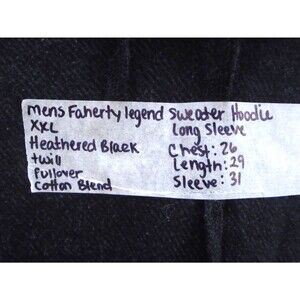 mens Faherty legend Sweater Hoodie
XXL
Long Sleeve
Heathered Black
twill
Pullover
Cotton Blend
Chest: 26
Length: 29
Sleeve: 31